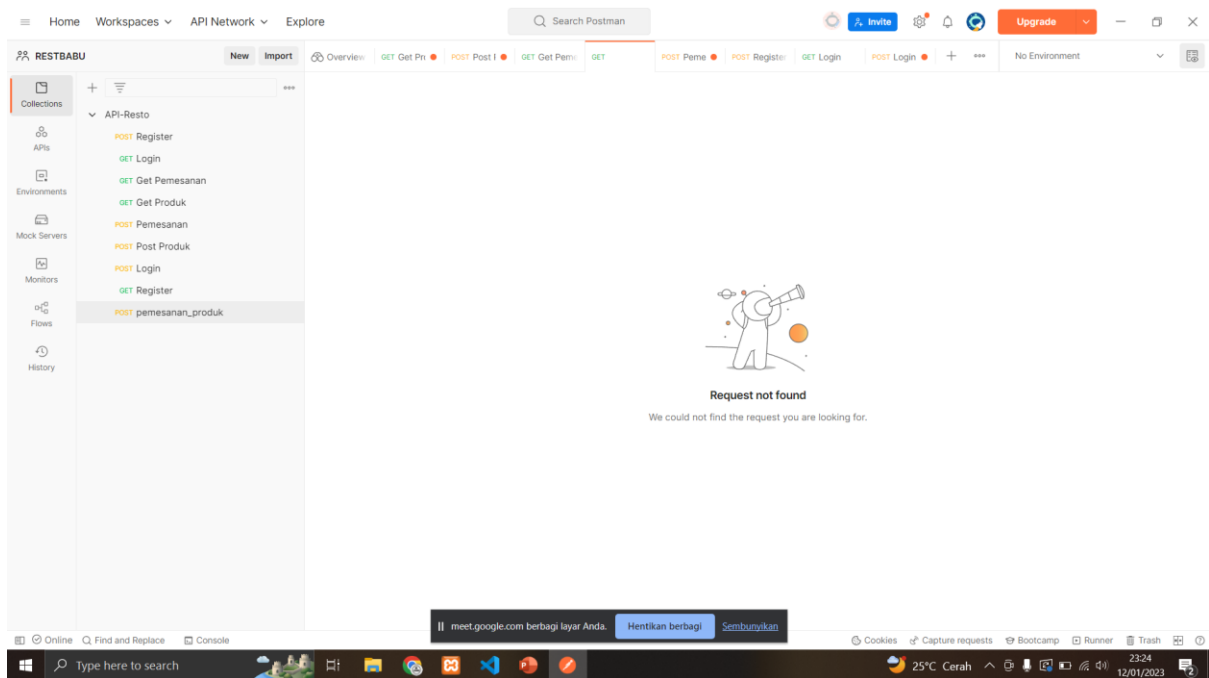 Home Workspaces API Network Explore Search Postman Invite Upgrade
RESTBABU New Import Overview GET Get Pr POST Post GET Get Peme GET POST Peme POST Register GET Login POST Login No Environment
Collections
APIs
Environments
Mock Servers
Monitors
Flows
History
API-Resto
POST Register
GET Login
GET Get Pemesanan
GET Get Produk
POST Pemesanan
POST Post Produk
POST Login
GET Register
POST pemesanan_produk
Request not found
We could not find the request you are looking for.
meet.google.com berbagi layar Anda. Hentikan berbagi Sembunyikan
Online Find and Replace Console Cookies Capture requests Bootcamp Runner Trash
Type here to search 25°C Cerah 23:24
12/01/2023 2